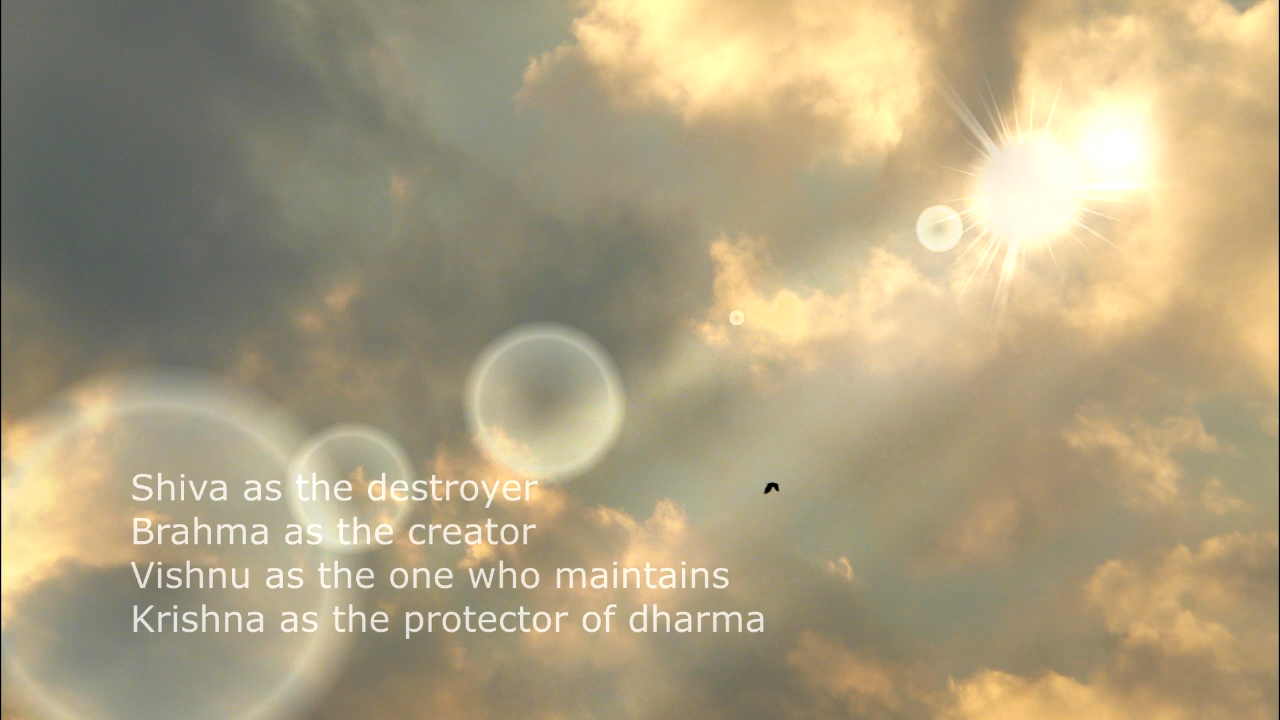 Shiva as the destroyer
Brahma as the creator
Vishnu as the one who maintains
Krishna as the protector of dharma